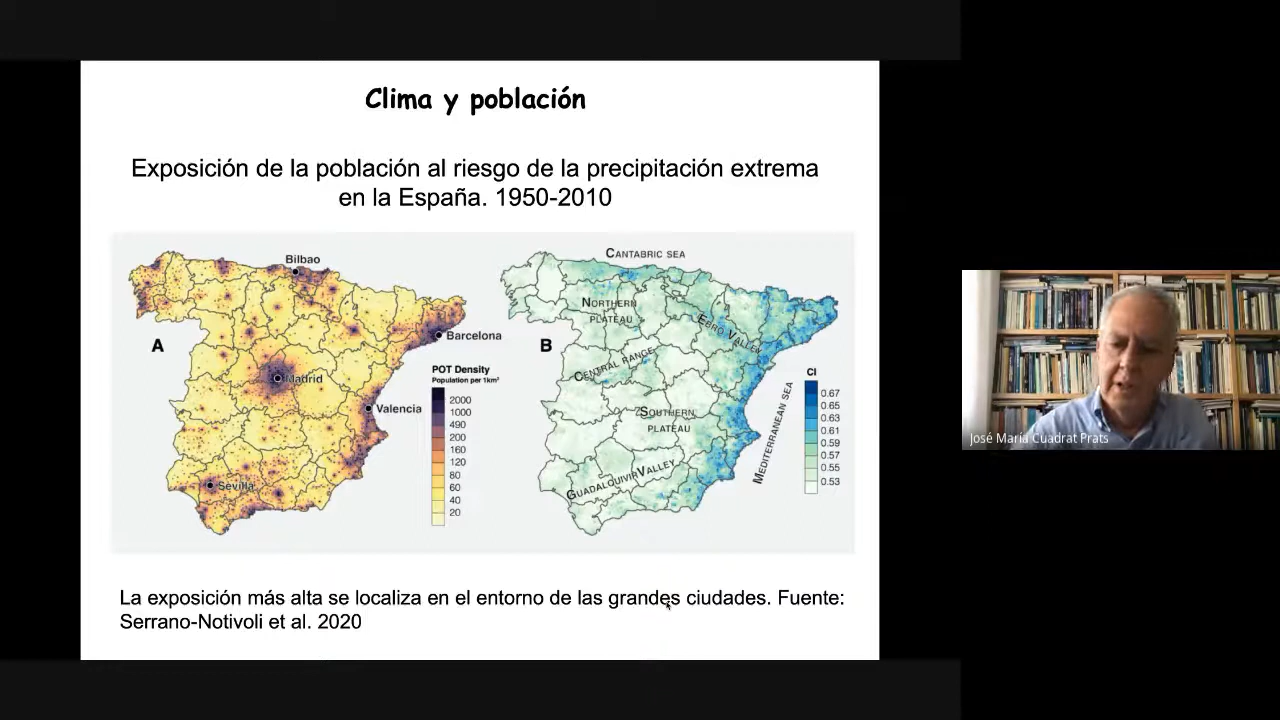 Clima y población
Exposición de la población al riesgo de la precipitación extrema
en la España. 1950-2010
Bilbao
Barcelona
A
Madrid
POT Density
Population per 1km²
Valencia
2000
1000
490
200
160
120
80
60
40
20
Sevilla
CANTABRIC SEA
NORTHERN
PLATEAU
EBRO VALLEY
B
CENTRAL RANGE
SOUTHERN
PLATEAU
MEDITERRANEAN SEA
GUADALQUIVIR VALLEY
CI
0.67
0.65
0.63
0.61
0.59
0.57
0.55
0.53
La exposición más alta se localiza en el entorno de las grandes ciudades. Fuente:
Serrano-Notivoli et al. 2020
José María Cuadrat Prats